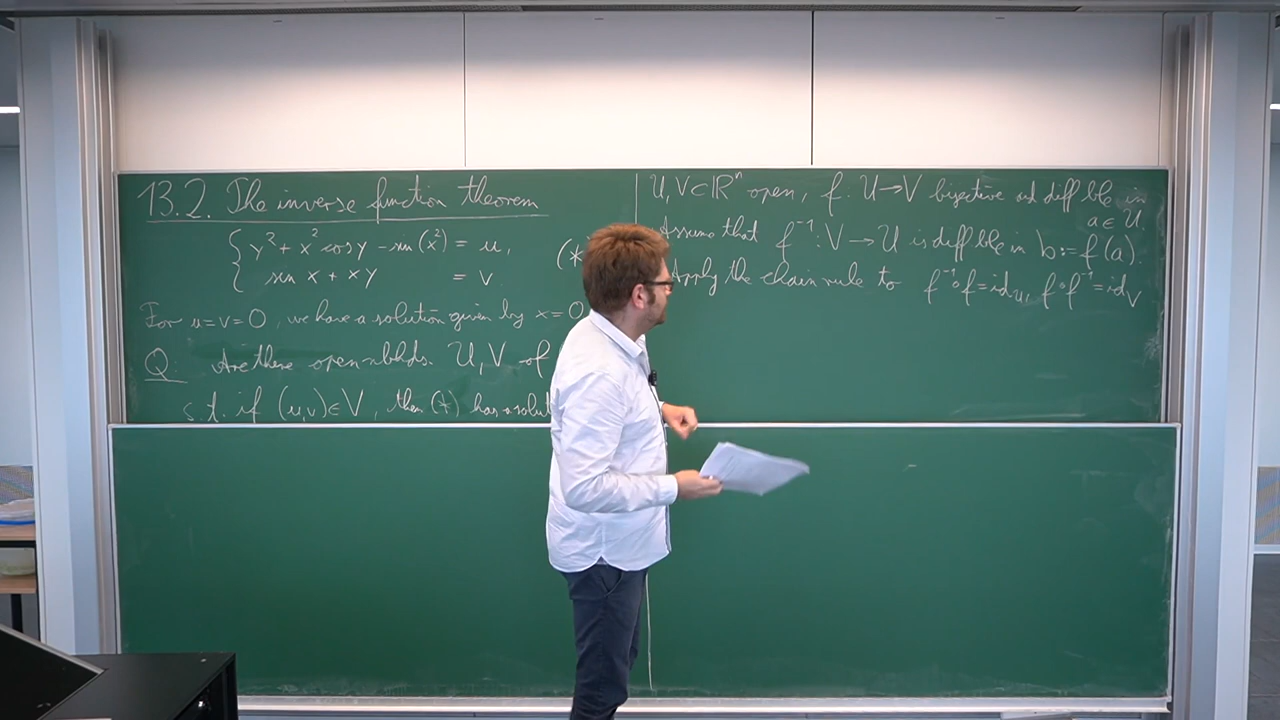 13.2. The inverse function theorem
y² + x² cos y - sin (x²) = u,
(*
sin x + xy = v
For u=v=0, we have a solution given by x=0
Q: Are there open nbhds. U, V of
s.t. if (u,v)∈V, then (*) has a solut
U, V ⊂ ℝⁿ open, f: U→V bijective and diff'ble in
a ∈ U.
Assume that f⁻¹: V → U is diff'ble in b := f(a).
Apply the chain rule to f⁻¹∘f = id_U, f∘f⁻¹ = id_V